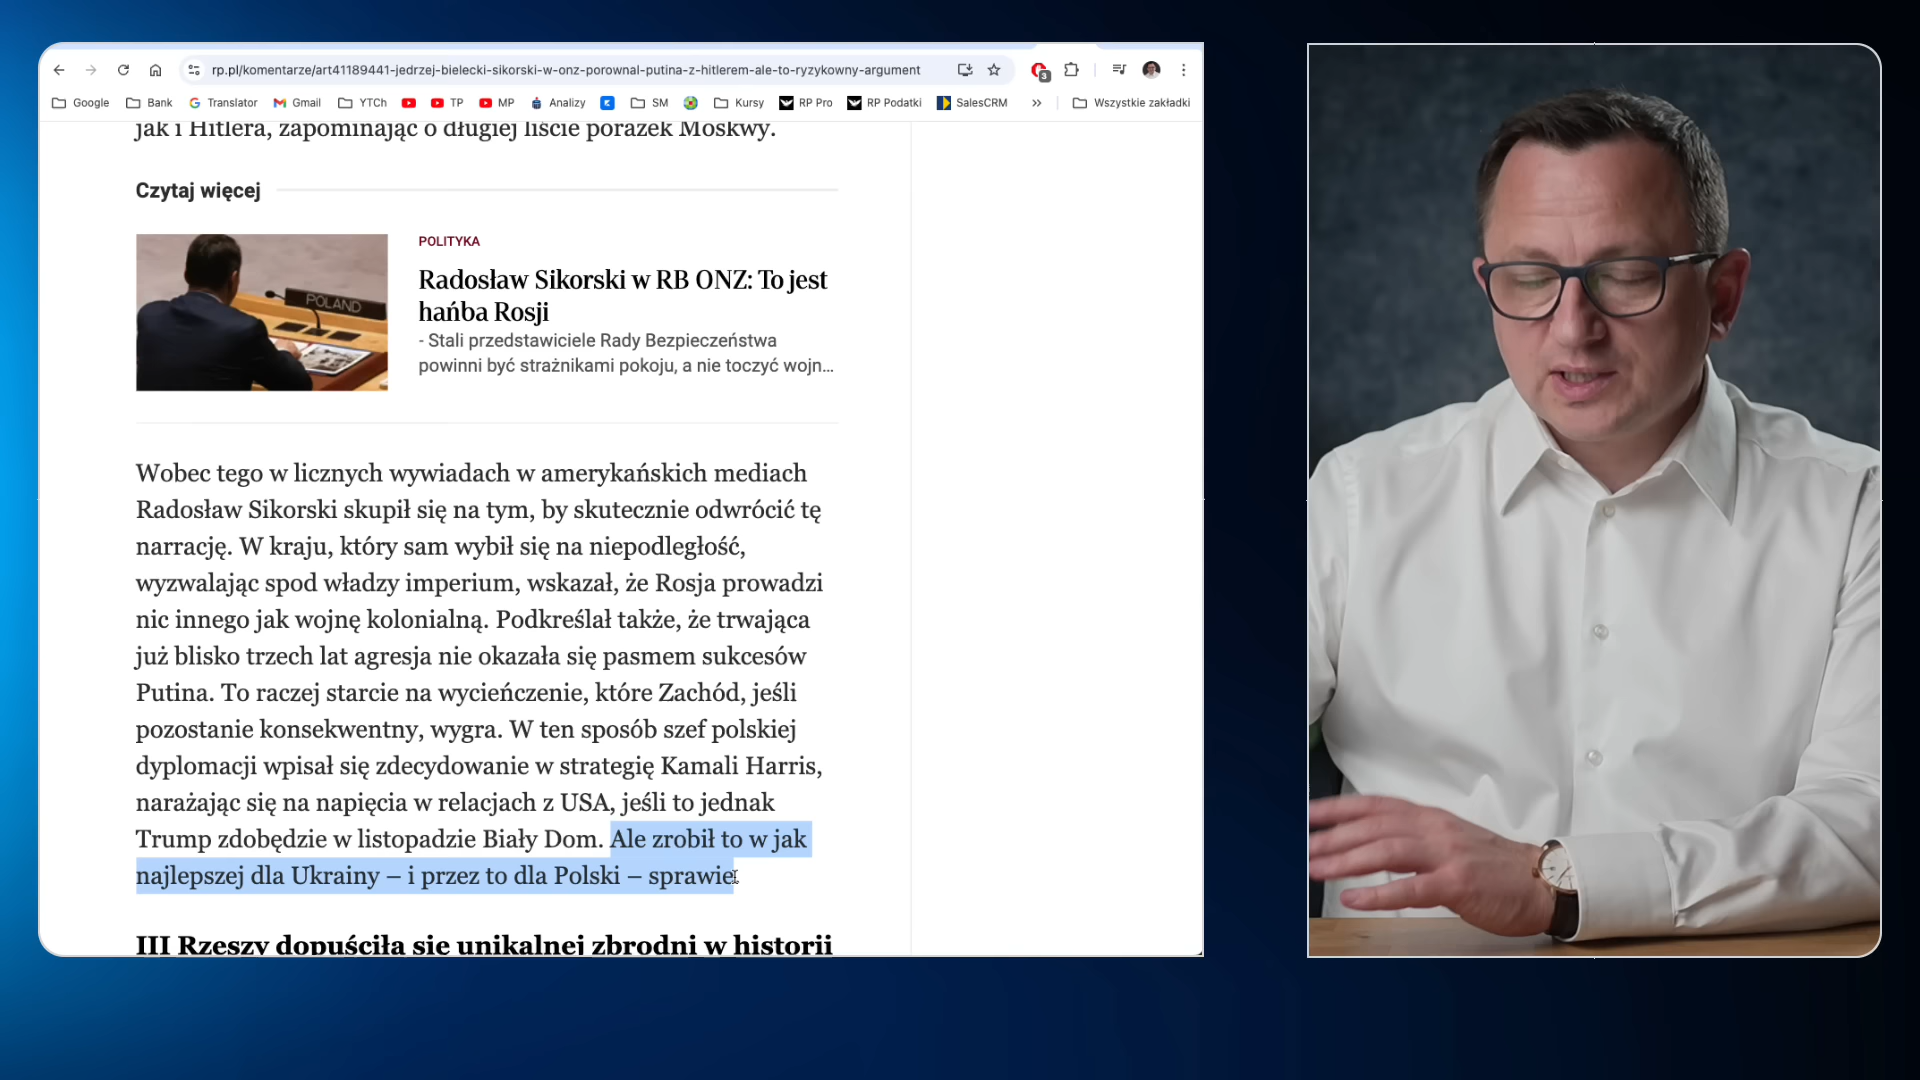 rp.pl/komentarze/art41189441-jedrzej-bielecki-sikorski-w-onz-porownal-putina-z-hitlerem-ale-to-ryzykowny-argument
3
Google Bank Translator Gmail YTCh TP MP Analizy SM Kursy RP Pro RP Podatki SalesCRM » Wszystkie zakładki
jak i Hitlera, zapominając o długiej liście porażek Moskwy.
Czytaj więcej
POLAND
POLITYKA
Radosław Sikorski w RB ONZ: To jest
hańba Rosji
- Stali przedstawiciele Rady Bezpieczeństwa
powinni być strażnikami pokoju, a nie toczyć wojn...
Wobec tego w licznych wywiadach w amerykańskich mediach
Radosław Sikorski skupił się na tym, by skutecznie odwrócić tę
narrację. W kraju, który sam wybił się na niepodległość,
wyzwalając spod władzy imperium, wskazał, że Rosja prowadzi
nic innego jak wojnę kolonialną. Podkreślał także, że trwająca
już blisko trzech lat agresja nie okazała się pasmem sukcesów
Putina. To raczej starcie na wycieńczenie, które Zachód, jeśli
pozostanie konsekwentny, wygra. W ten sposób szef polskiej
dyplomacji wpisał się zdecydowanie w strategię Kamali Harris,
narażając się na napięcia w relacjach z USA, jeśli to jednak
Trump zdobędzie w listopadzie Biały Dom. Ale zrobił to w jak
najlepszej dla Ukrainy – i przez to dla Polski – sprawie.
III Rzeszy dopuściła się unikalnej zbrodni w historii